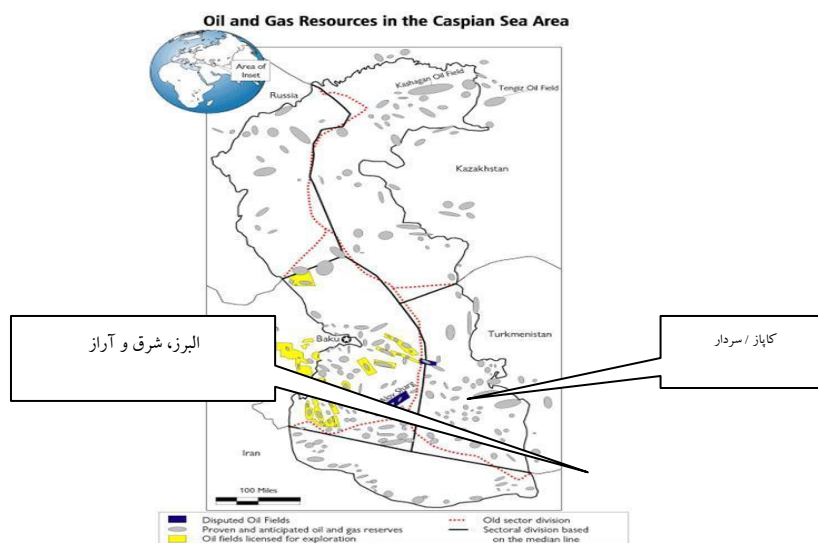 Oil and Gas Resources in the Caspian Sea Area
Area of
Inset
Russia
Kashagan Oil Field
Tengiz Oil Field
Kazakhstan
البرز، شرق و آراز
کاپاز / سردار
Turkmenistan
Baku
Iran
100 Miles
Disputed Oil Fields
Proven and anticipated oil and gas reserves
Oil fields licensed for exploration
Old sector division
Sectoral division based
on the median line